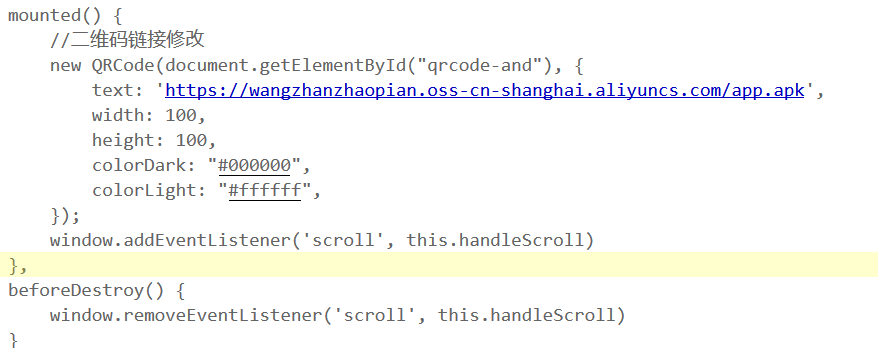 mounted() {
    //二维码链接修改
    new QRCode(document.getElementById("qrcode-and"), {
        text: 'https://wangzhanzhaopian.oss-cn-shanghai.aliyuncs.com/app.apk',
        width: 100,
        height: 100,
        colorDark: "#000000",
        colorLight: "#ffffff",
    });
    window.addEventListener('scroll', this.handleScroll)
},
beforeDestroy() {
    window.removeEventListener('scroll', this.handleScroll)
}